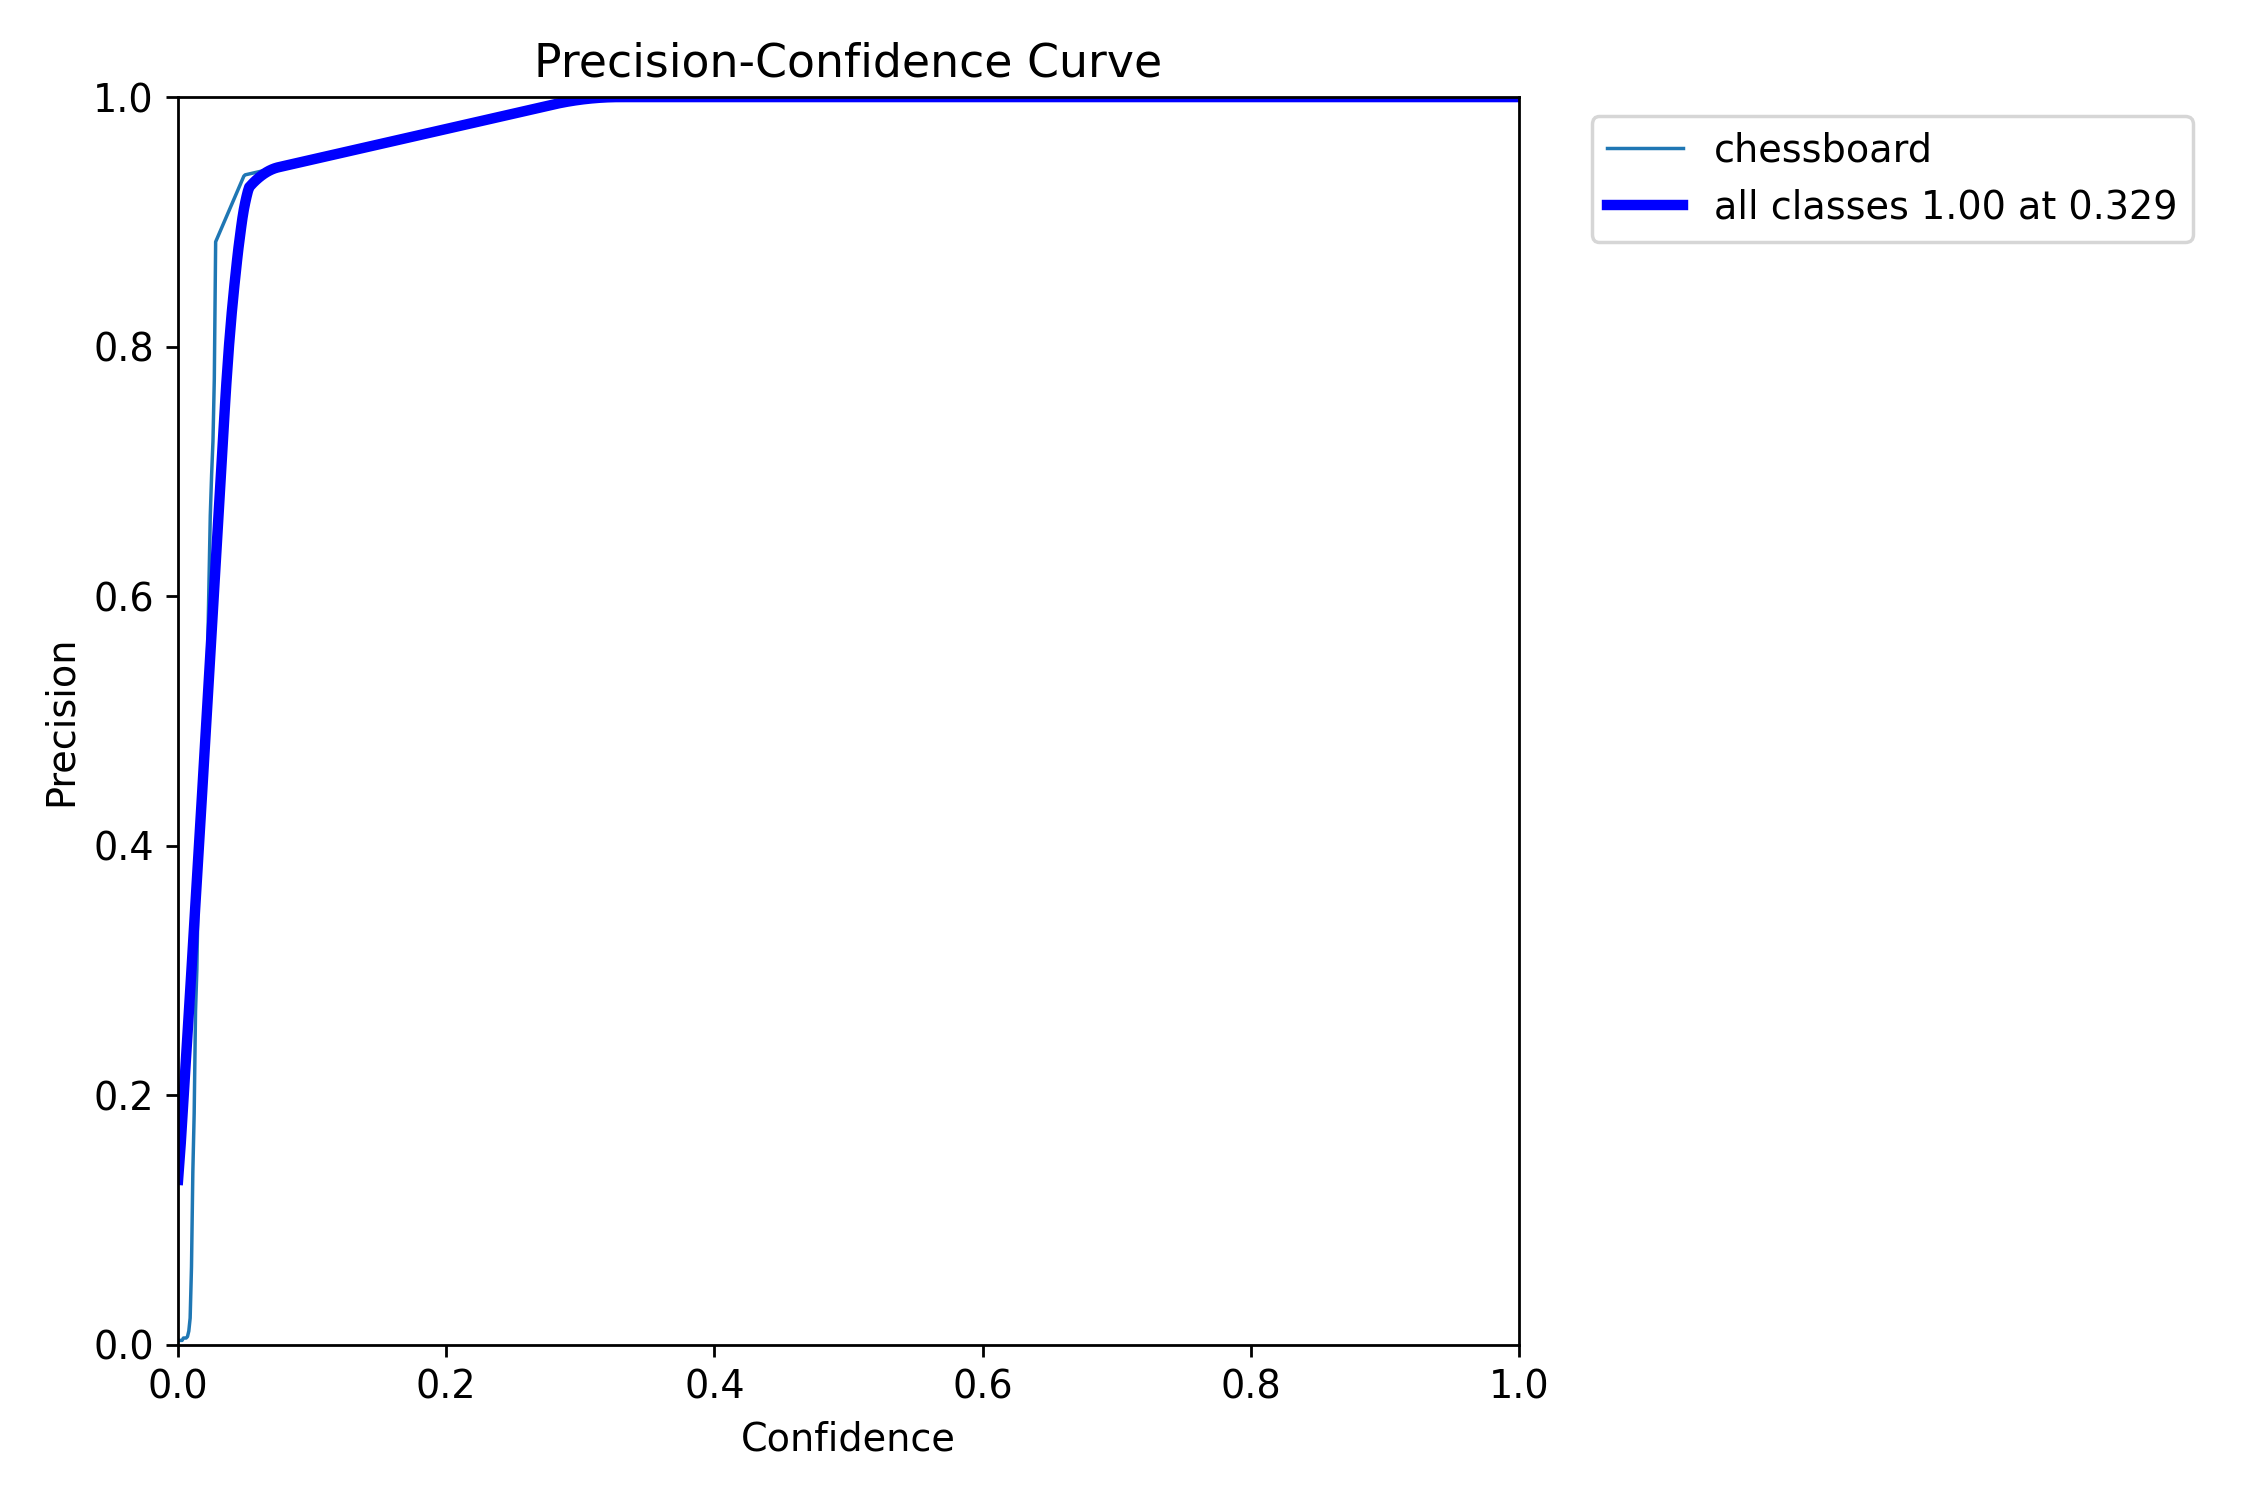 Precision-Confidence Curve
chessboard
all classes 1.00 at 0.329
1.0
0.8
0.6
0.4
0.2
0.0
Precision
0.0 0.2 0.4 0.6 0.8 1.0
Confidence